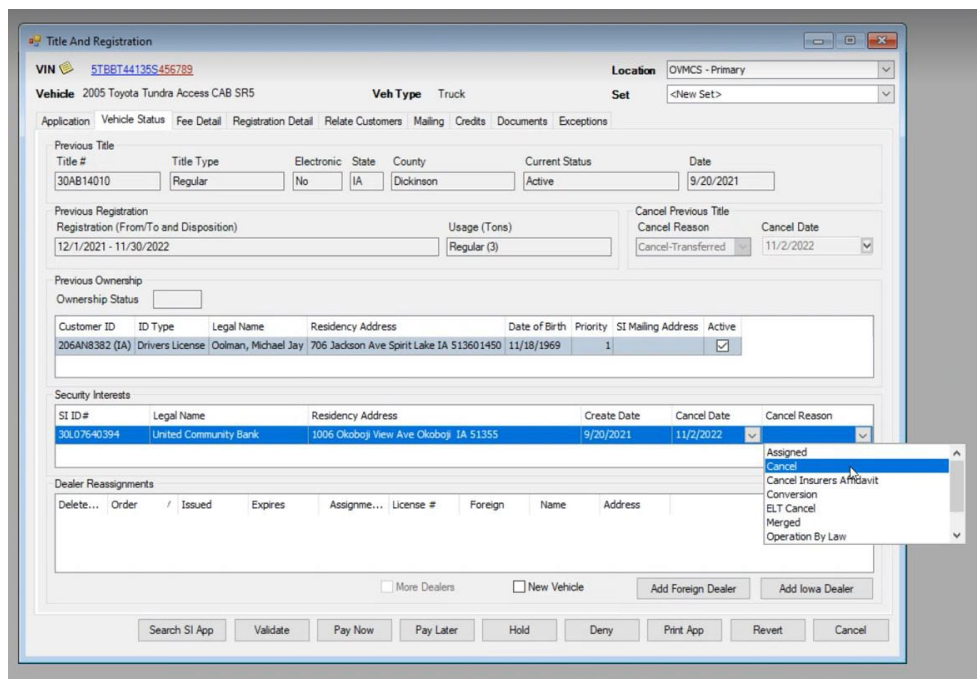 Title And Registration
VIN 5TBBT44135S456789 Location OVMCS - Primary
Vehicle 2005 Toyota Tundra Access CAB SR5 Veh Type Truck Set <New Set>
Application Vehicle Status Fee Detail Registration Detail Relate Customers Mailing Credits Documents Exceptions
Previous Title
Title # Title Type Electronic State County Current Status Date
30AB14010 Regular No IA Dickinson Active 9/20/2021
Previous Registration Cancel Previous Title
Registration (From/To and Disposition) Usage (Tons) Cancel Reason Cancel Date
12/1/2021 - 11/30/2022 Regular (3) Cancel-Transferred 11/2/2022
Previous Ownership
Ownership Status
Customer ID ID Type Legal Name Residency Address Date of Birth Priority SI Mailing Address Active
206AN8382 (IA) Drivers License Oolman, Michael Jay 706 Jackson Ave Spirit Lake IA 513601450 11/18/1969 1
Security Interests
SI ID# Legal Name Residency Address Create Date Cancel Date Cancel Reason
30L07640394 United Community Bank 1006 Okoboji View Ave Okoboji IA 51355 9/20/2021 11/2/2022
Assigned
Cancel
Cancel Insurers Affidavit
Conversion
ELT Cancel
Merged
Operation By Law
Dealer Reassignments
Delete... Order / Issued Expires Assignme... License # Foreign Name Address
More Dealers New Vehicle Add Foreign Dealer Add Iowa Dealer
Search SI App Validate Pay Now Pay Later Hold Deny Print App Revert Cancel